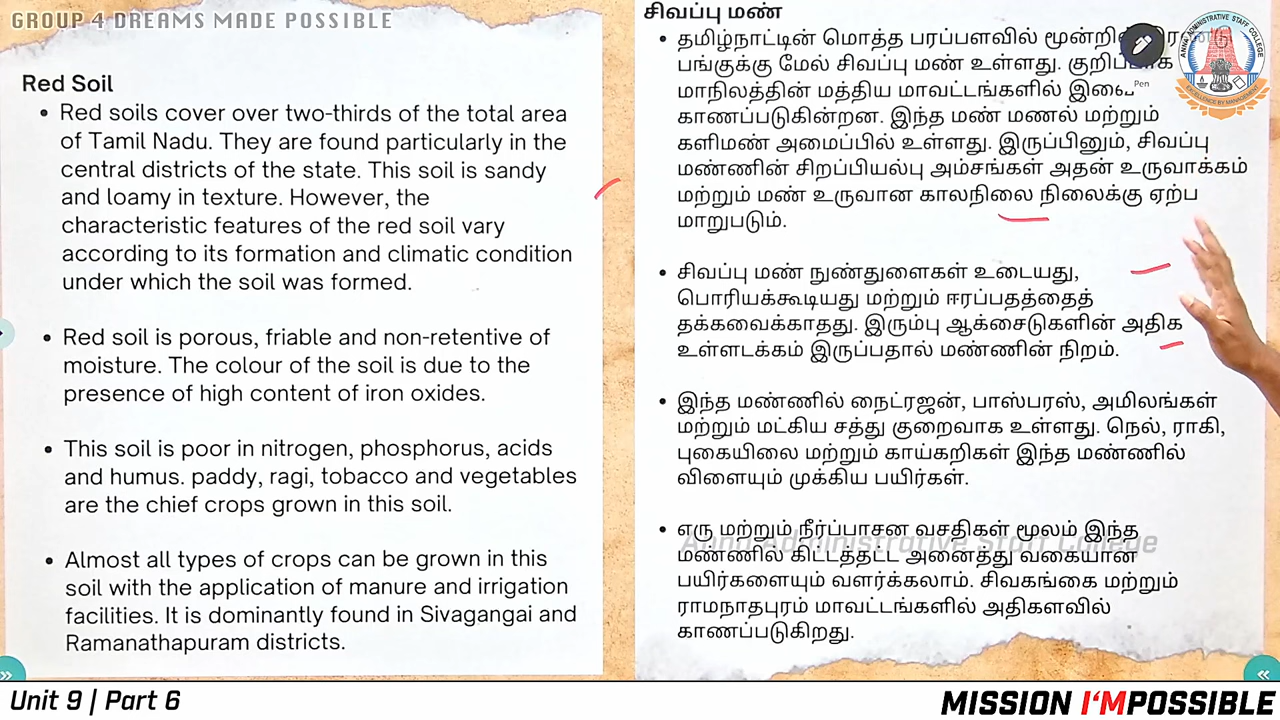 GROUP 4 DREAMS MADE POSSIBLE
Red Soil
• Red soils cover over two-thirds of the total area
of Tamil Nadu. They are found particularly in the
central districts of the state. This soil is sandy
and loamy in texture. However, the
characteristic features of the red soil vary
according to its formation and climatic condition
under which the soil was formed.
• Red soil is porous, friable and non-retentive of
moisture. The colour of the soil is due to the
presence of high content of iron oxides.
• This soil is poor in nitrogen, phosphorus, acids
and humus. paddy, ragi, tobacco and vegetables
are the chief crops grown in this soil.
• Almost all types of crops can be grown in this
soil with the application of manure and irrigation
facilities. It is dominantly found in Sivagangai and
Ramanathapuram districts.
சிவப்பு மண்
• தமிழ்நாட்டின் மொத்த பரப்பளவில்
பங்குக்கு மேல் சிவப்பு மண் உள்ளது.
மாநிலத்தின் மத்திய மாவட்டங்களில் இவை
காணப்படுகின்றன. இந்த மண் மணல் மற்றும்
களிமண் அமைப்பில் உள்ளது. இருப்பினும், சிவப்பு
மண்ணின் சிறப்பியல்பு அம்சங்கள் அதன் உருவாக்கம்
மற்றும் மண் உருவான காலநிலை நிலைக்கு ஏற்ப
மாறுபடும்.
• சிவப்பு மண் நுண்துளைகள் உடையது,
பொரியக்கூடியது மற்றும் ஈரப்பதத்தைத்
தக்கவைக்காதது. இரும்பு ஆக்சைடுகளின் அதிக
உள்ளடக்கம் இருப்பதால் மண்ணின் நிறம்.
• இந்த மண்ணில் நைட்ரஜன், பாஸ்பரஸ், அமிலங்கள்
மற்றும் மட்கிய சத்து குறைவாக உள்ளது. நெல், ராகி,
புகையிலை மற்றும் காய்கறிகள் இந்த மண்ணில்
விளையும் முக்கிய பயிர்கள்.
• எரு மற்றும் நீர்ப்பாசன வசதிகள் மூலம் இந்த
மண்ணில் கிட்டத்தட்ட அனைத்து வகையான
பயிர்களையும் வளர்க்கலாம். சிவகங்கை மற்றும்
ராமநாதபுரம் மாவட்டங்களில் அதிகளவில்
காணப்படுகிறது.
Anna Administrative Staff College
Pen
ANNA ADMINISTRATIVE STAFF COLLEGE
EXCELLENCE BY MANAGEMENT
Unit 9 | Part 6
MISSION I'MPOSSIBLE